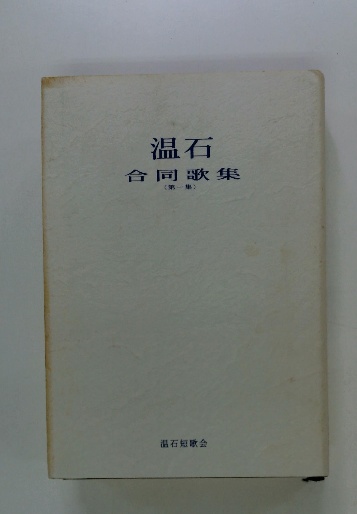 温石
合同歌集
（第一集）
温石短歌会